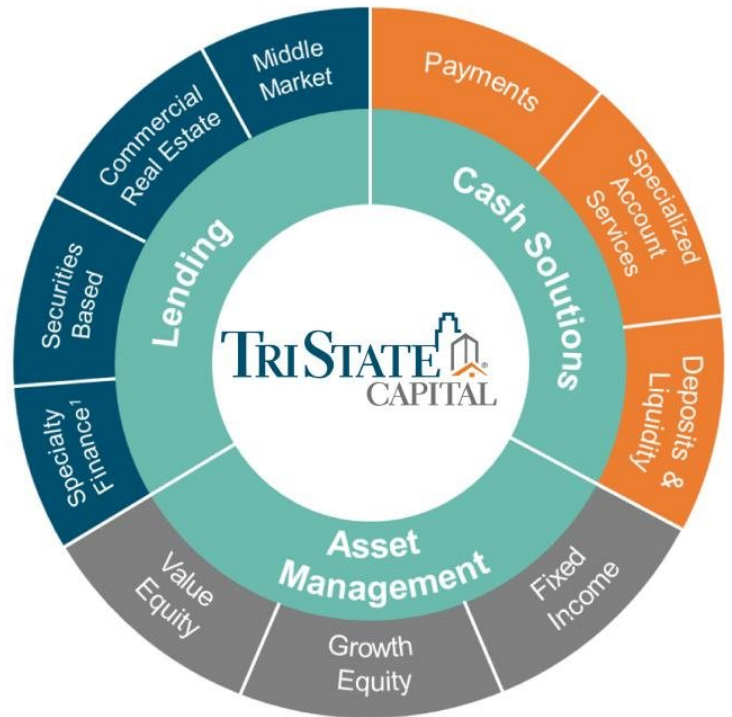 Middle
Market
Commercial
Real Estate
Securities
Based
Specialty
Finance¹
Lending
Payments
Specialized
Account
Services
Deposits &
Liquidity
Cash Solutions
TRISTATE
CAPITAL
®
Asset
Management
Value
Equity
Growth
Equity
Fixed
Income